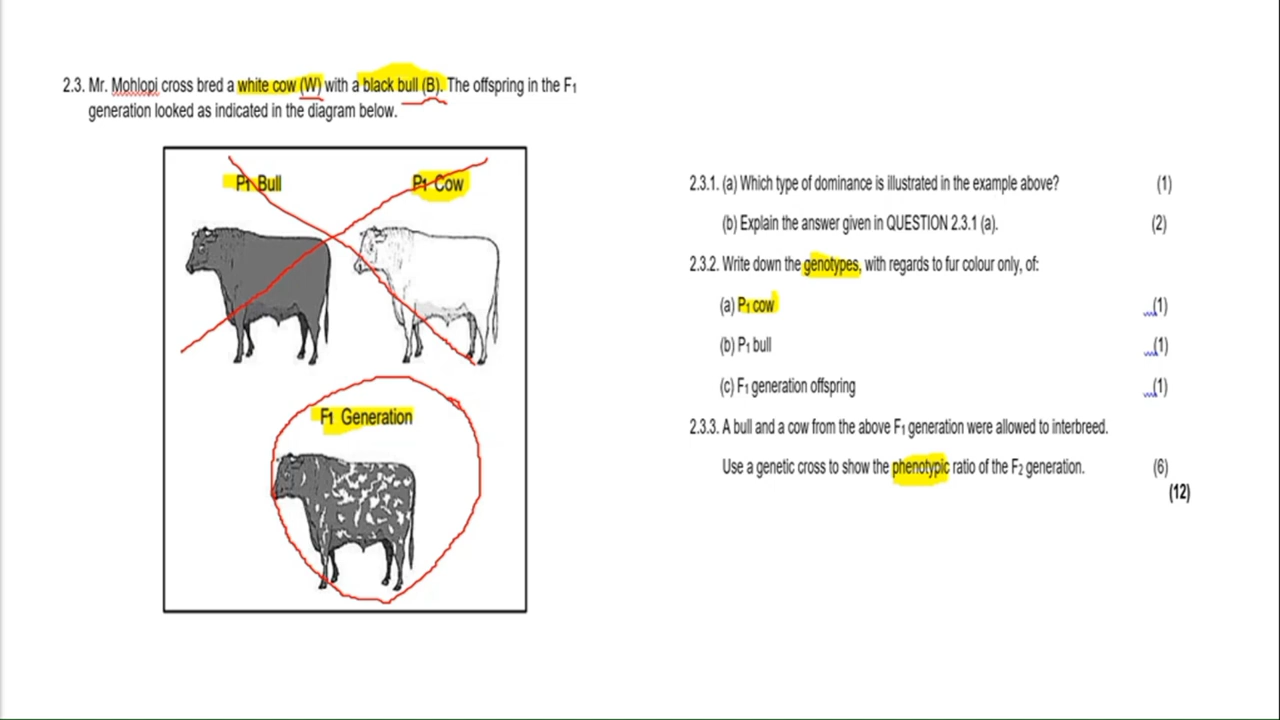 2.3. Mr. Mohlopi cross bred a white cow (W) with a black bull (B). The offspring in the F₁
generation looked as indicated in the diagram below.
P₁ Bull
P₁ Cow
F₁ Generation
2.3.1. (a) Which type of dominance is illustrated in the example above? (1)
(b) Explain the answer given in QUESTION 2.3.1 (a). (2)
2.3.2. Write down the genotypes, with regards to fur colour only, of:
(a) P₁ cow (1)
(b) P₁ bull (1)
(c) F₁ generation offspring (1)
2.3.3. A bull and a cow from the above F₁ generation were allowed to interbreed.
Use a genetic cross to show the phenotypic ratio of the F₂ generation. (6)
(12)